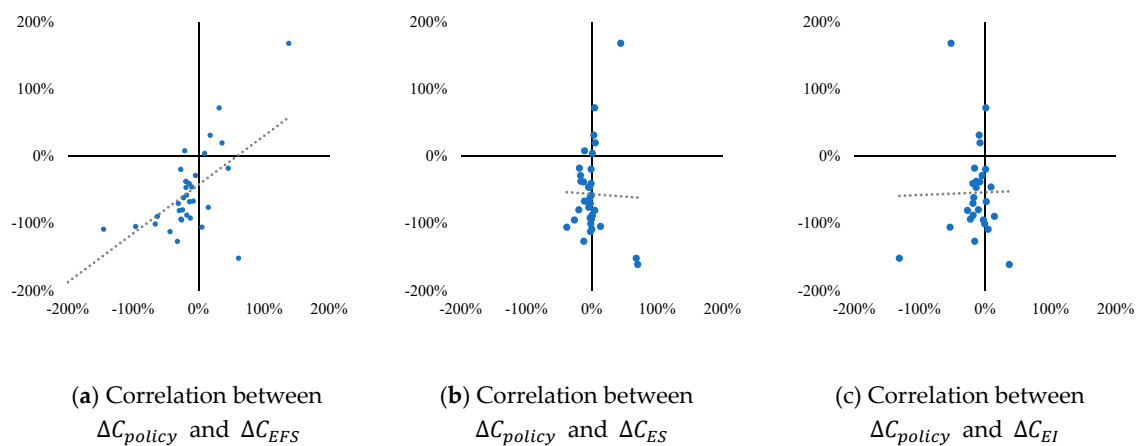 200%
100%
0%
-100%
-200%
-200% -100% 0% 100% 200%
(a) Correlation between
ΔC_policy and ΔC_EFS
200%
100%
0%
-100%
-200%
-200% -100% 0% 100% 200%
(b) Correlation between
ΔC_policy and ΔC_ES
200%
100%
0%
-100%
-200%
-200% -100% 0% 100% 200%
(c) Correlation between
ΔC_policy and ΔC_EI